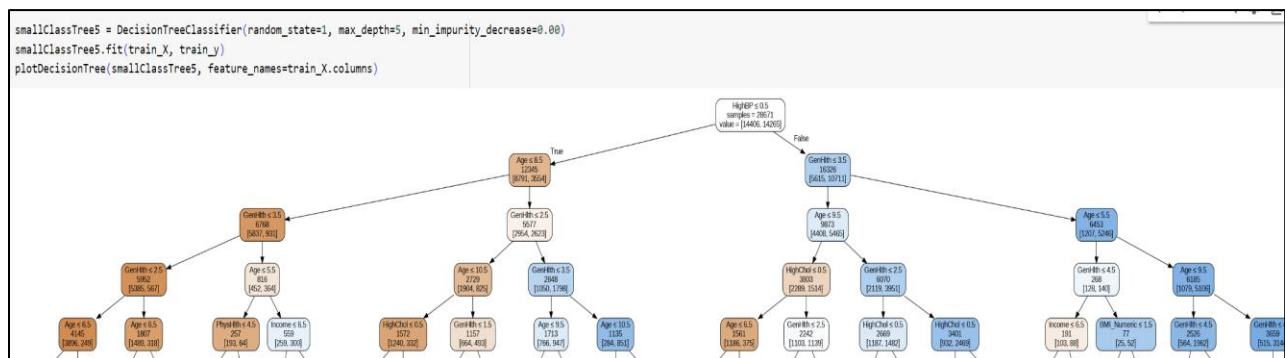 smallClassTree5 = DecisionTreeClassifier(random_state=1, max_depth=5, min_impurity_decrease=0.00)
smallClassTree5.fit(train_X, train_y)
plotDecisionTree(smallClassTree5, feature_names=train_X.columns)
HighBP ≤ 0.5
samples = 28671
value = [14406, 14265]
True
False
Age ≤ 8.5
12345
[8791, 3554]
GenHlth ≤ 3.5
16326
[5615, 10711]
GenHlth ≤ 3.5
6768
[5837, 931]
GenHlth ≤ 2.5
5577
[2954, 2623]
Age ≤ 9.5
9873
[4408, 5465]
Age ≤ 5.5
6453
[1207, 5246]
GenHlth ≤ 2.5
5952
[5385, 567]
Age ≤ 5.5
816
[452, 364]
Age ≤ 10.5
2729
[1904, 825]
GenHlth ≤ 3.5
2848
[1050, 1798]
HighChol ≤ 0.5
3803
[2289, 1514]
GenHlth ≤ 2.5
6070
[2119, 3951]
GenHlth ≤ 4.5
268
[128, 140]
Age ≤ 9.5
6185
[1079, 5106]
Age ≤ 6.5
4145
[3896, 249]
Age ≤ 6.5
1807
[1489, 318]
PhysHlth ≤ 4.5
257
[193, 64]
Income ≤ 6.5
559
[259, 300]
HighChol ≤ 0.5
1572
[1240, 332]
GenHlth ≤ 1.5
1157
[664, 493]
Age ≤ 9.5
1713
[766, 947]
Age ≤ 10.5
1135
[284, 851]
Age ≤ 6.5
1561
[1186, 375]
GenHlth ≤ 2.5
2242
[1103, 1139]
HighChol ≤ 0.5
2669
[1187, 1482]
HighChol ≤ 0.5
3401
[932, 2469]
Income ≤ 6.5
191
[103, 88]
BMI_Numeric ≤ 1.5
77
[25, 52]
GenHlth ≤ 4.5
2526
[564, 1962]
GenHlth ≤
3659
[515, 314